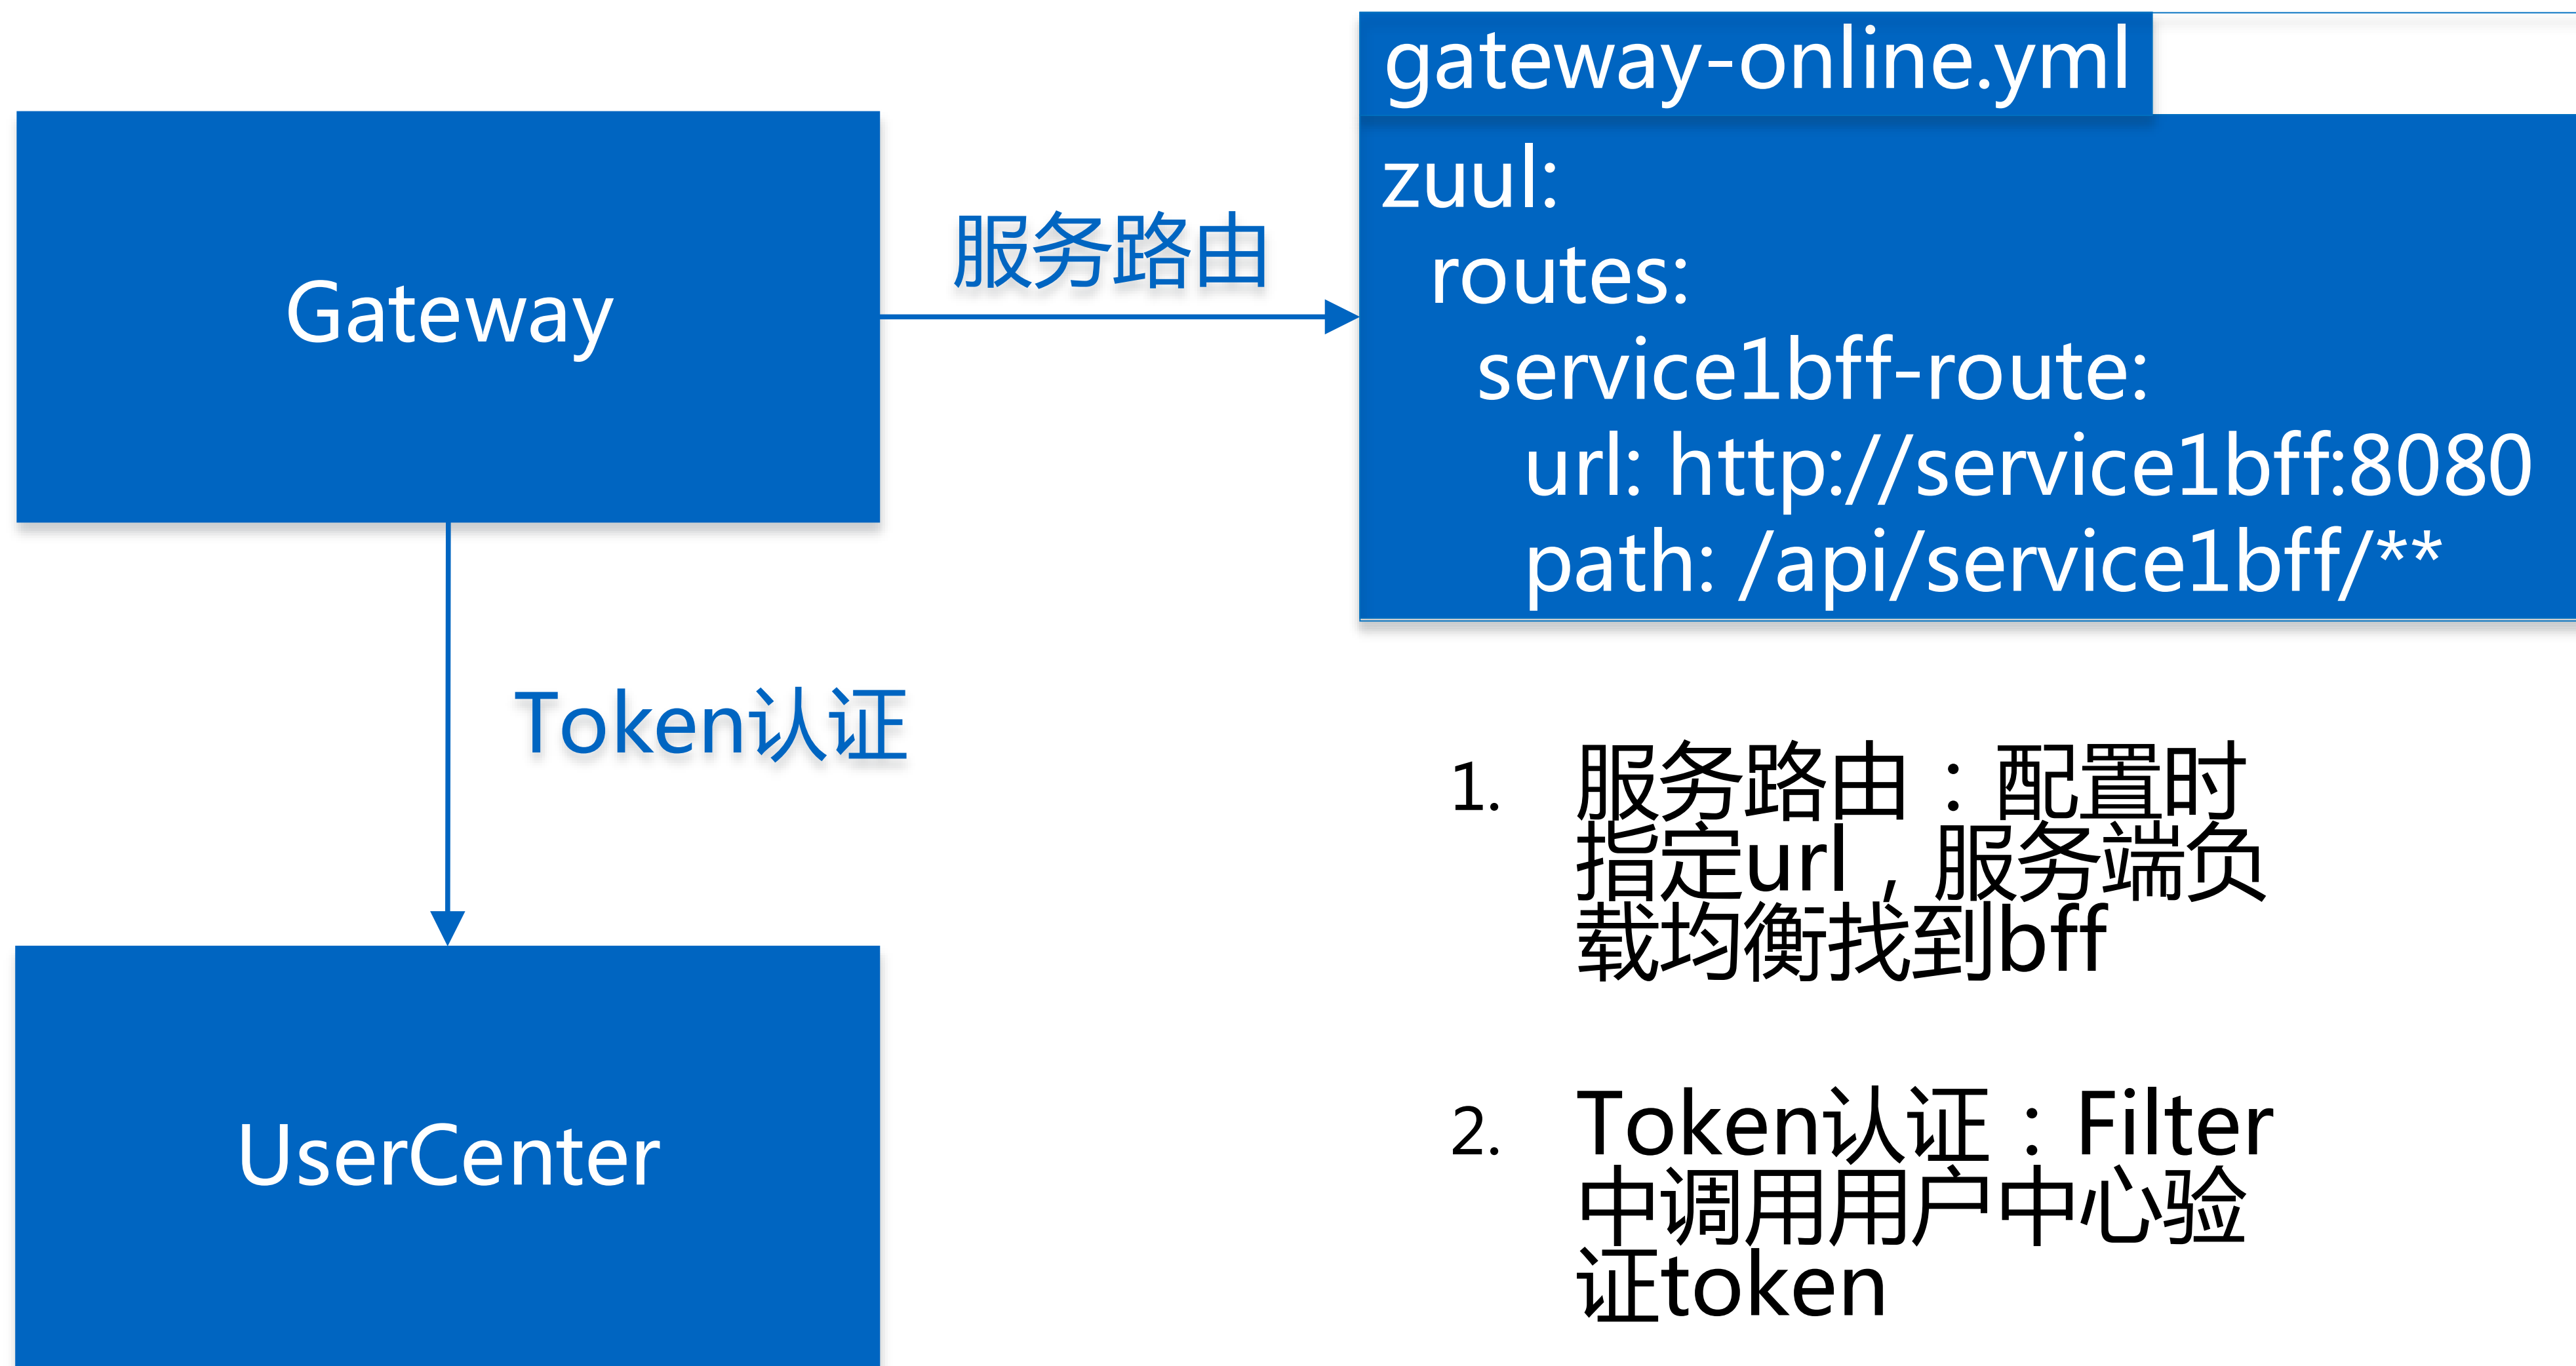 gateway-online.yml
zuul:
routes:
service1bff-route:
url: http://service1bff:8080
path: /api/service1bff/**
Gateway
服务路由
Token认证
UserCenter
1. 服务路由：配置时
指定url，服务端负
载均衡找到bff
2. Token认证：Filter
中调用用户中心验
证token